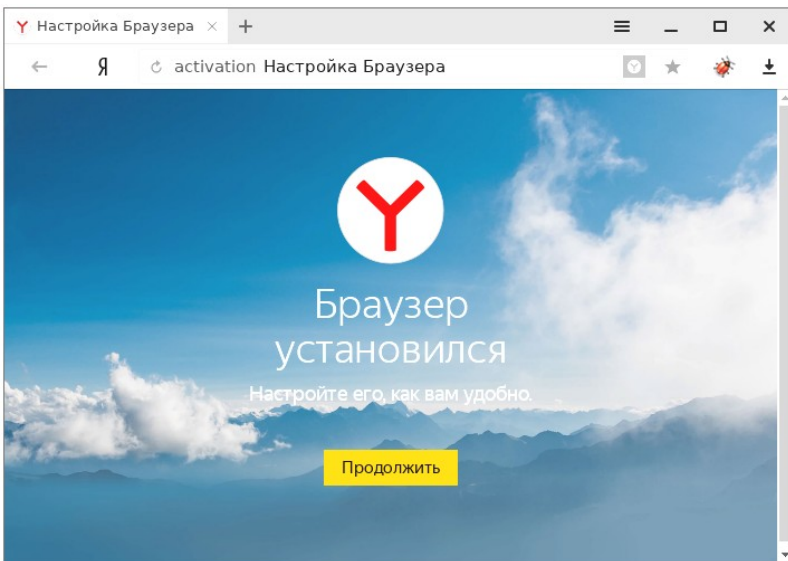 Настройка Браузера
Я activation Настройка Браузера
Браузер
установился
Настройте его, как вам удобно.
Продолжить